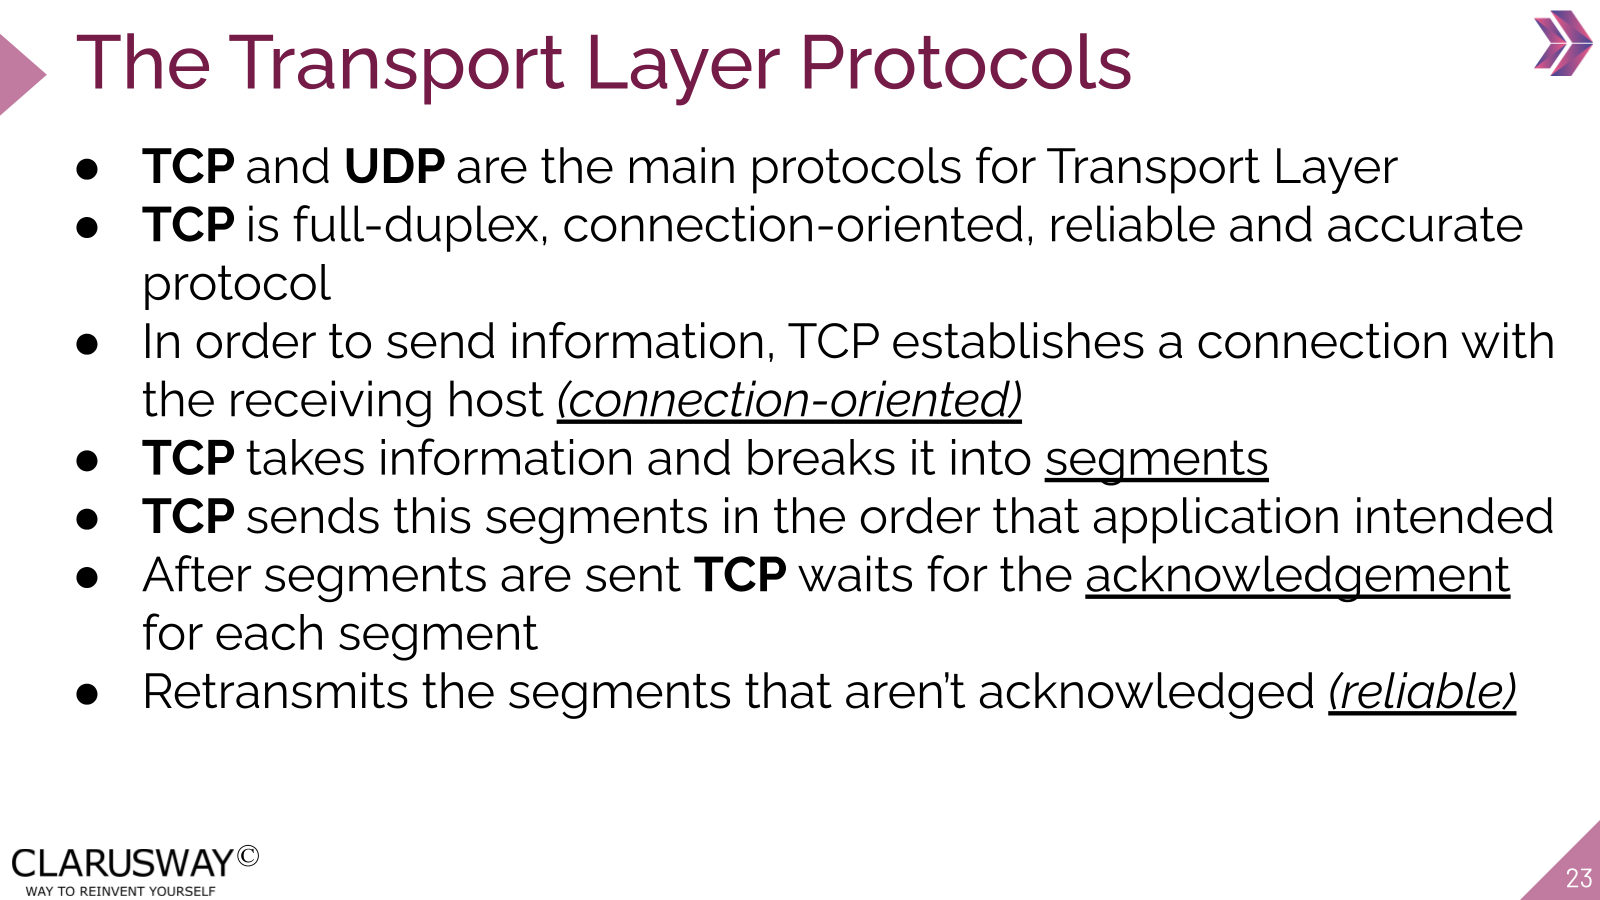 The Transport Layer Protocols
● TCP and UDP are the main protocols for Transport Layer
● TCP is full-duplex, connection-oriented, reliable and accurate
protocol
● In order to send information, TCP establishes a connection with
the receiving host (connection-oriented)
● TCP takes information and breaks it into segments
● TCP sends this segments in the order that application intended
● After segments are sent TCP waits for the acknowledgement
for each segment
● Retransmits the segments that aren’t acknowledged (reliable)
CLARUSWAY©
WAY TO REINVENT YOURSELF
23